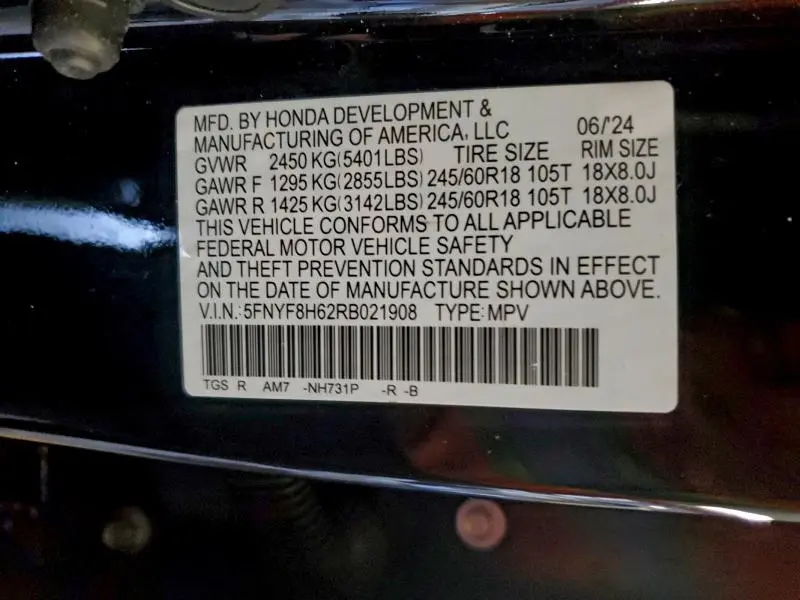 MFD. BY HONDA DEVELOPMENT &
MANUFACTURING OF AMERICA, LLC 06/'24
GVWR 2450 KG(5401LBS) TIRE SIZE RIM SIZE
GAWR F 1295 KG(2855LBS) 245/60R18 105T 18X8.0J
GAWR R 1425 KG(3142LBS) 245/60R18 105T 18X8.0J
THIS VEHICLE CONFORMS TO ALL APPLICABLE
FEDERAL MOTOR VEHICLE SAFETY
AND THEFT PREVENTION STANDARDS IN EFFECT
ON THE DATE OF MANUFACTURE SHOWN ABOVE.
V.I.N.: 5FNYF8H62RB021908 TYPE: MPV
TGS R AM7 -NH731P -R -B